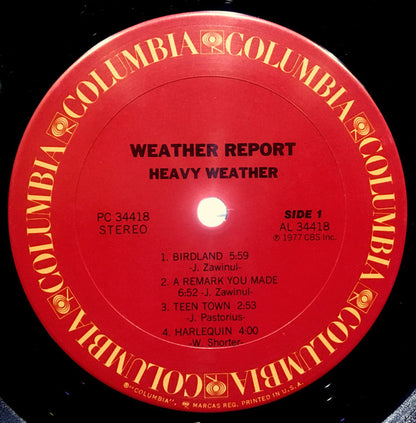 COLUMBIA COLUMBIA COLUMBIA COLUMBIA COLUMBIA COLUMBIA
WEATHER REPORT
HEAVY WEATHER
PC 34418
STEREO
SIDE 1
AL 34418
℗ 1977 CBS Inc.
1. BIRDLAND 5:59
-J. Zawinul-
2. A REMARK YOU MADE
6:52 -J. Zawinul-
3. TEEN TOWN 2:53
-J. Pastorius-
4. HARLEQUIN 4:00
-W. Shorter-
®"COLUMBIA", MARCAS REG. PRINTED IN U.S.A.